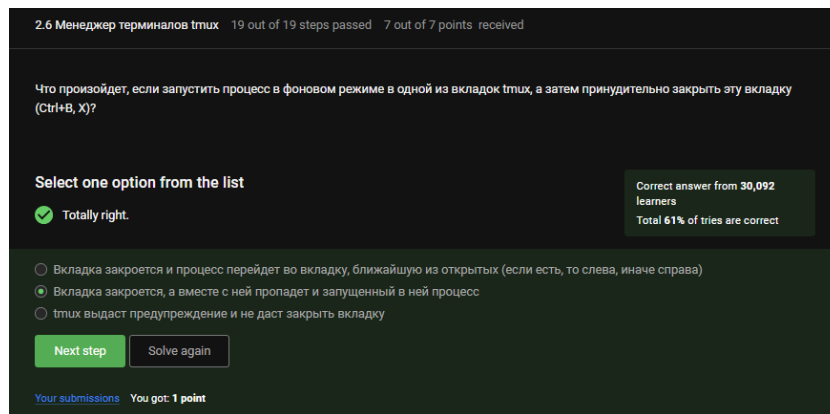 2.6 Менеджер терминалов tmux 19 out of 19 steps passed 7 out of 7 points received
Что произойдет, если запустить процесс в фоновом режиме в одной из вкладок tmux, а затем принудительно закрыть эту вкладку
(Ctrl+B, X)?
Select one option from the list
Totally right.
Correct answer from 30,092
learners
Total 61% of tries are correct
Вкладка закроется и процесс перейдет во вкладку, ближайшую из открытых (если есть, то слева, иначе справа)
Вкладка закроется, а вместе с ней пропадет и запущенный в ней процесс
tmux выдаст предупреждение и не даст закрыть вкладку
Next step Solve again
Your submissions You got: 1 point